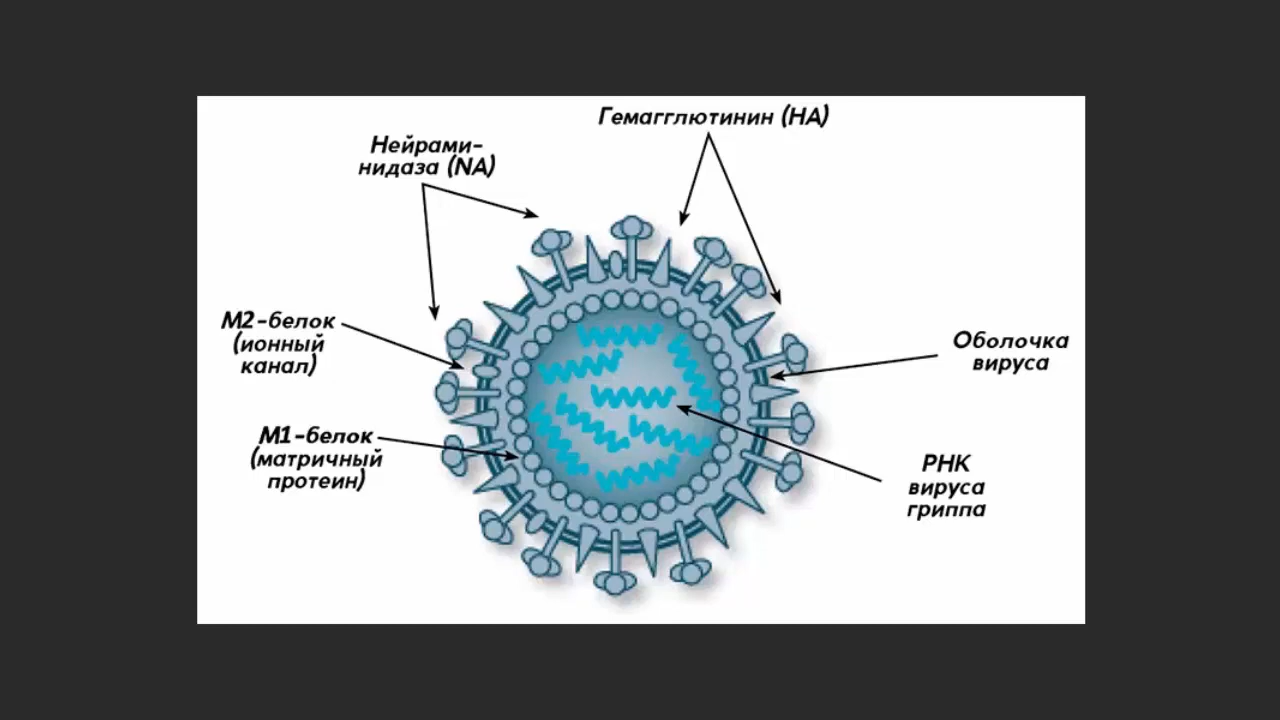 Гемагглютинин (HA)
Нейрами-
нидаза (NA)
M2-белок
(ионный
канал)
Оболочка
вируса
M1-белок
(матричный
протеин)
РНК
вируса
гриппа